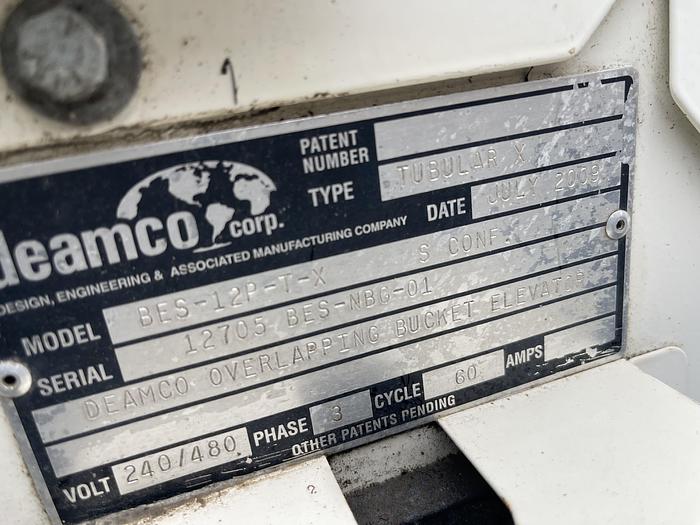 deamco corp.
DESIGN, ENGINEERING & ASSOCIATED MANUFACTURING COMPANY
PATENT NUMBER
TYPE TUBULAR X
DATE JULY 2009
MODEL BES-12P-T-X S CONF.
SERIAL 12705 BES-NBG-01
DEAMCO OVERLAPPING BUCKET ELEVATOR
VOLT 240/480 PHASE 3 CYCLE 60 AMPS
OTHER PATENTS PENDING